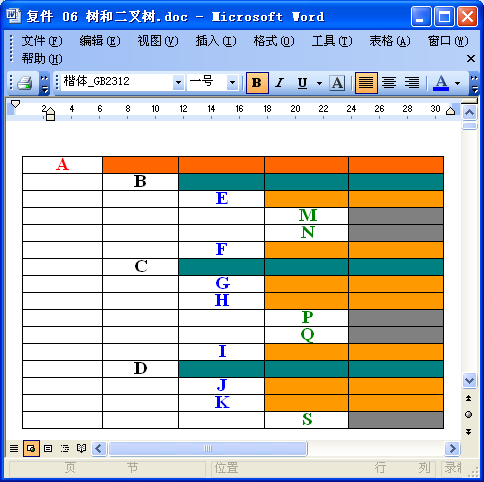 复件 06 树和二叉树.doc - Microsoft Word
文件(F) 编辑(E) 视图(V) 插入(I) 格式(O) 工具(T) 表格(A) 窗口(W)
帮助(H)
楷体_GB2312 一号 B I U A A
2 2 4 6 8 10 12 14 16 18 20 22 24 26 28 30
A
B
E
M
N
F
C
G
H
P
Q
I
D
J
K
S
页 节 位置 行 列 录制